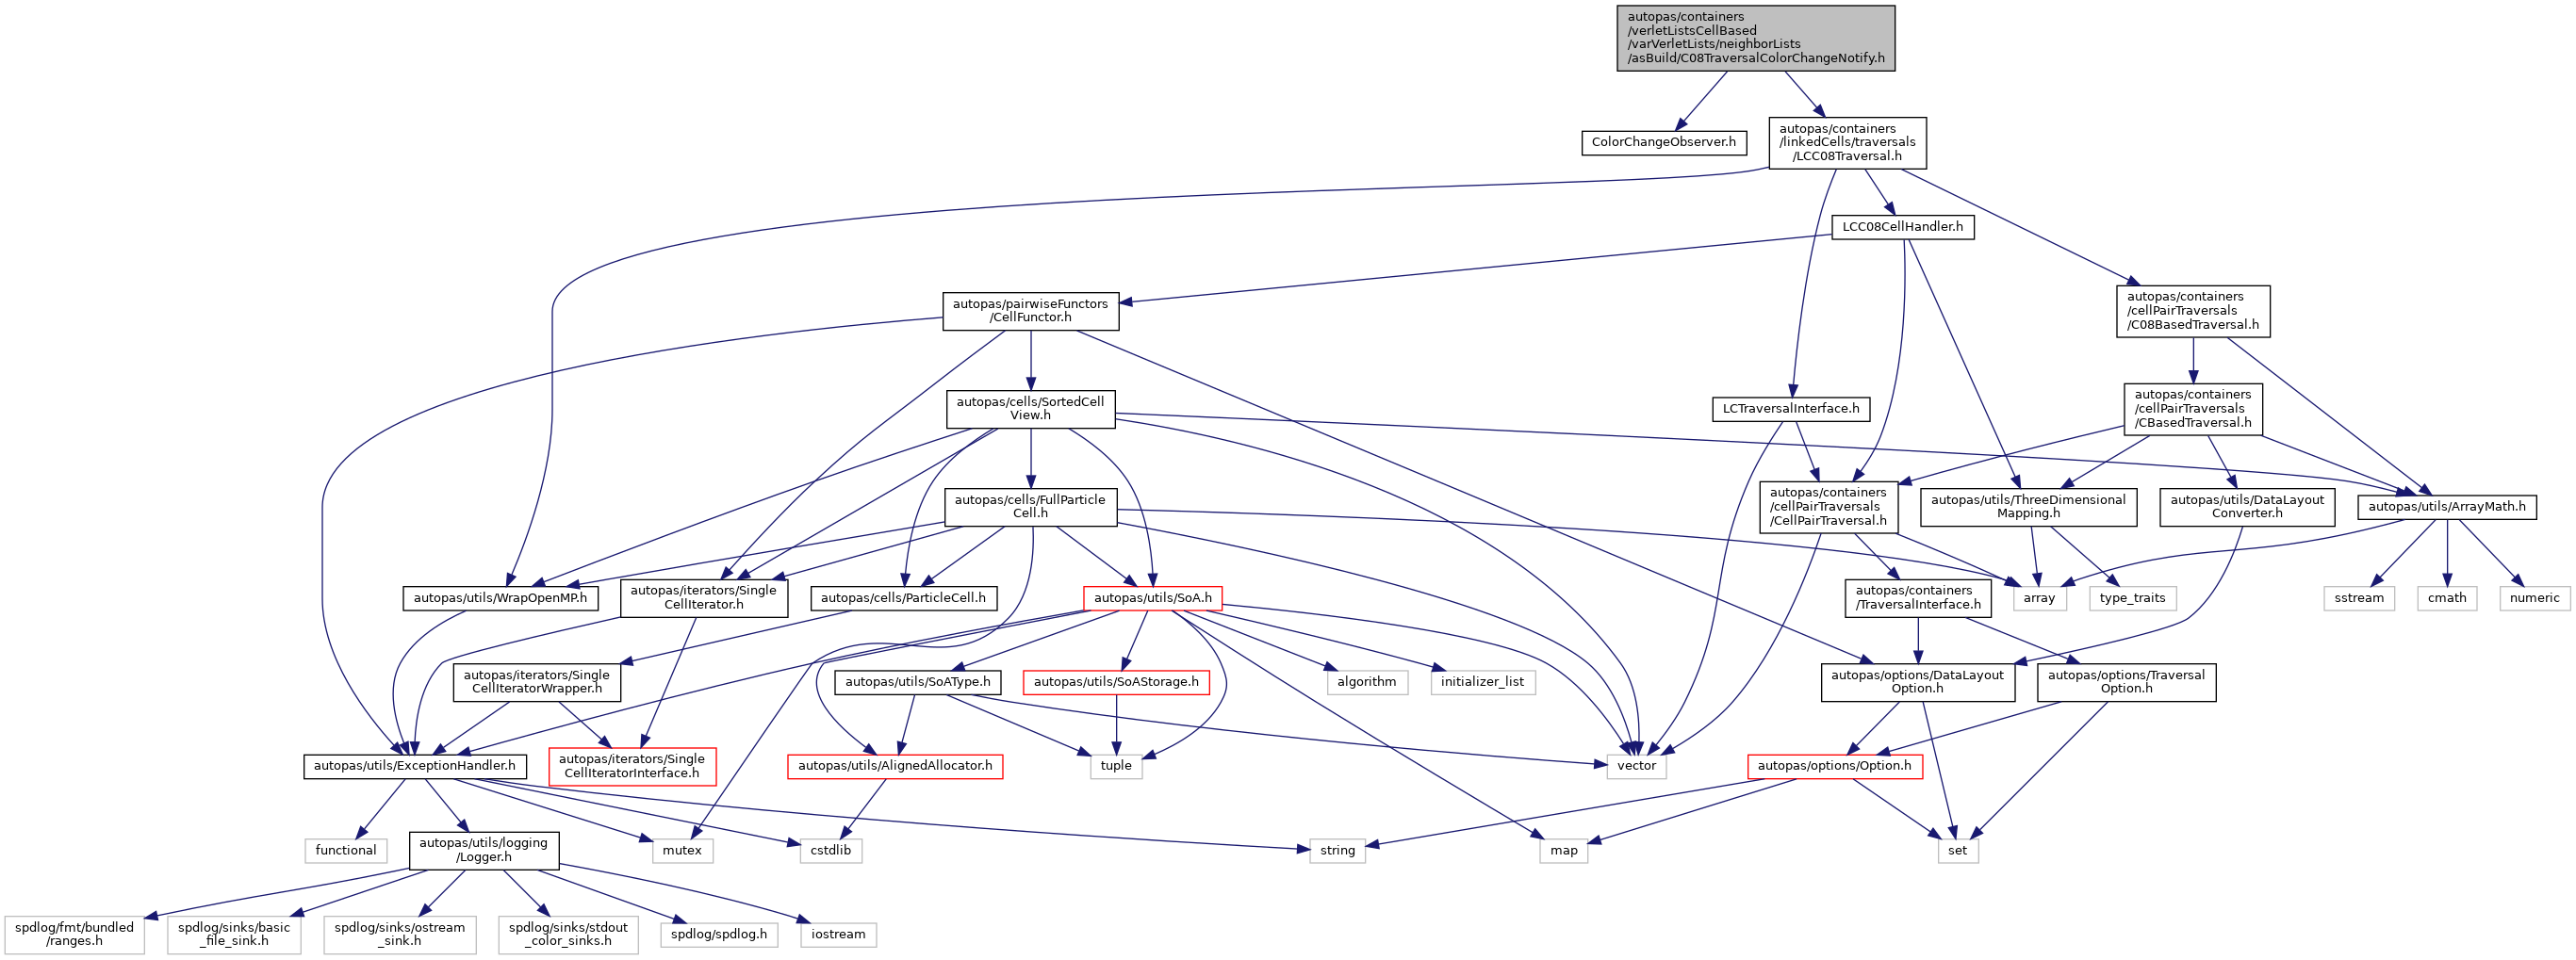 autopas/containers
/verletListsCellBased
/varVerletLists/neighborLists
/asBuild/C08TraversalColorChangeNotify.h
ColorChangeObserver.h
autopas/containers
/linkedCells/traversals
/LCC08Traversal.h
LCC08CellHandler.h
autopas/pairwiseFunctors
/CellFunctor.h
autopas/containers
/cellPairTraversals
/C08BasedTraversal.h
autopas/cells/SortedCell
View.h
LCTraversalInterface.h
autopas/containers
/cellPairTraversals
/CBasedTraversal.h
autopas/cells/FullParticle
Cell.h
autopas/containers
/cellPairTraversals
/CellPairTraversal.h
autopas/utils/ThreeDimensional
Mapping.h
autopas/utils/DataLayout
Converter.h
autopas/utils/ArrayMath.h
autopas/utils/WrapOpenMP.h
autopas/iterators/Single
CellIterator.h
autopas/cells/ParticleCell.h
autopas/utils/SoA.h
autopas/containers
/TraversalInterface.h
array
type_traits
sstream
cmath
numeric
autopas/iterators/Single
CellIteratorWrapper.h
autopas/utils/SoAType.h
autopas/utils/SoAStorage.h
algorithm
initializer_list
autopas/options/DataLayout
Option.h
autopas/options/Traversal
Option.h
autopas/utils/ExceptionHandler.h
autopas/iterators/Single
CellIteratorInterface.h
autopas/utils/AlignedAllocator.h
tuple
vector
autopas/options/Option.h
functional
autopas/utils/logging
/Logger.h
mutex
cstdlib
string
map
set
spdlog/fmt/bundled
/ranges.h
spdlog/sinks/basic
_file_sink.h
spdlog/sinks/ostream
_sink.h
spdlog/sinks/stdout
_color_sinks.h
spdlog/spdlog.h
iostream